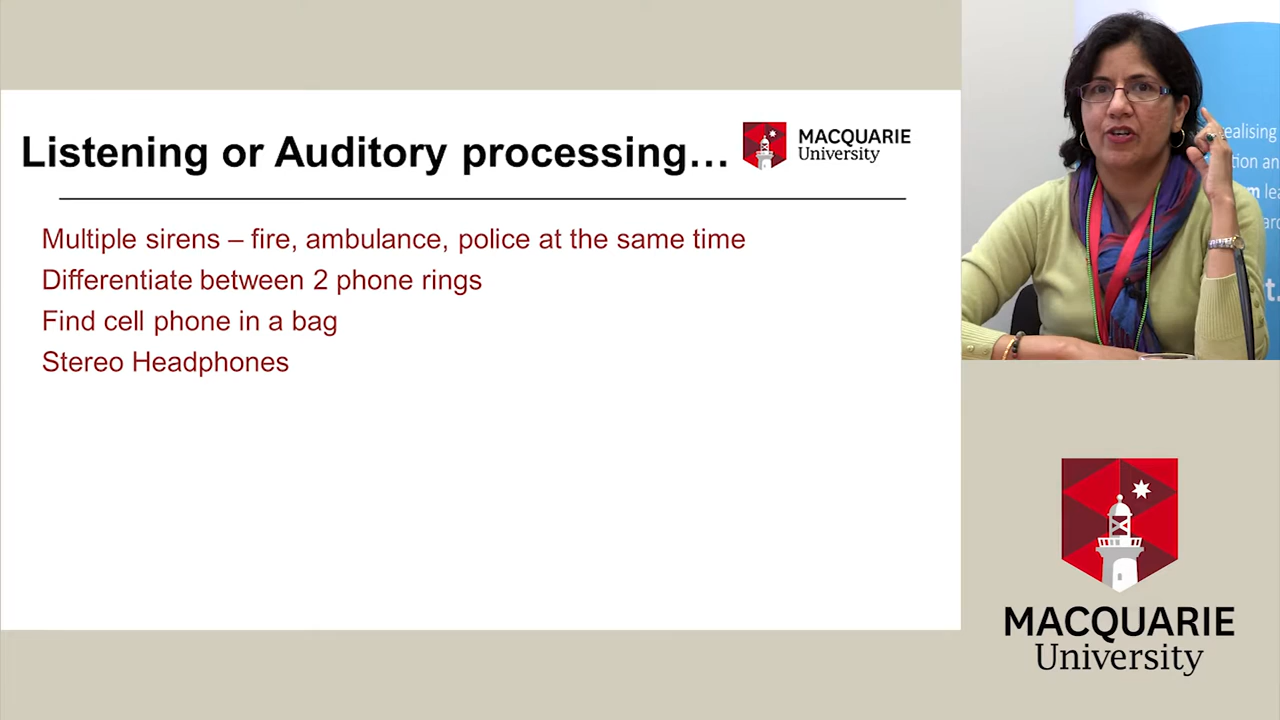 Listening or Auditory processing…
MACQUARIE
University
Multiple sirens – fire, ambulance, police at the same time
Differentiate between 2 phone rings
Find cell phone in a bag
Stereo Headphones
MACQUARIE
University